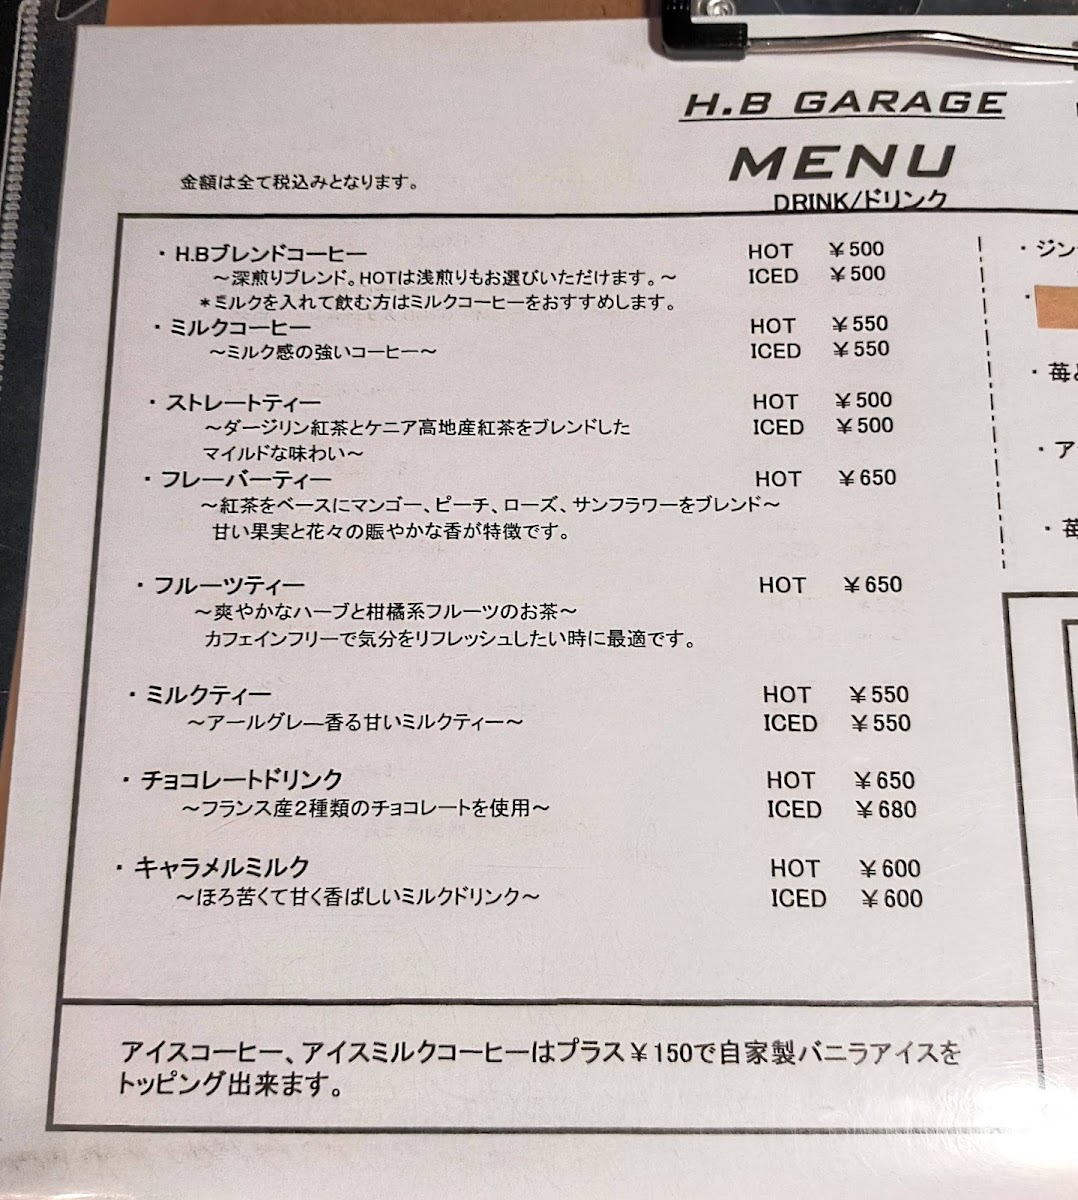 H.B GARAGE
MENU
金額は全て税込みとなります。
DRINK/ドリンク
・H.Bブレンドコーヒー HOT ￥500
～深煎りブレンド。HOTは浅煎りもお選びいただけます。～ ICED ￥500
＊ミルクを入れて飲む方はミルクコーヒーをおすすめします。
・ミルクコーヒー HOT ￥550
～ミルク感の強いコーヒー～ ICED ￥550
・ストレートティー HOT ￥500
～ダージリン紅茶とケニア高地産紅茶をブレンドした ICED ￥500
マイルドな味わい～
・フレーバーティー HOT ￥650
～紅茶をベースにマンゴー、ピーチ、ローズ、サンフラワーをブレンド～
甘い果実と花々の賑やかな香が特徴です。
・フルーツティー HOT ￥650
～爽やかなハーブと柑橘系フルーツのお茶～
カフェインフリーで気分をリフレッシュしたい時に最適です。
・ミルクティー HOT ￥550
～アールグレー香る甘いミルクティー～ ICED ￥550
・チョコレートドリンク HOT ￥650
～フランス産2種類のチョコレートを使用～ ICED ￥680
・キャラメルミルク HOT ￥600
～ほろ苦くて甘く香ばしいミルクドリンク～ ICED ￥600
アイスコーヒー、アイスミルクコーヒーはプラス￥150で自家製バニラアイスを
トッピング出来ます。
・ジン
・
・苺
・ア
・苺